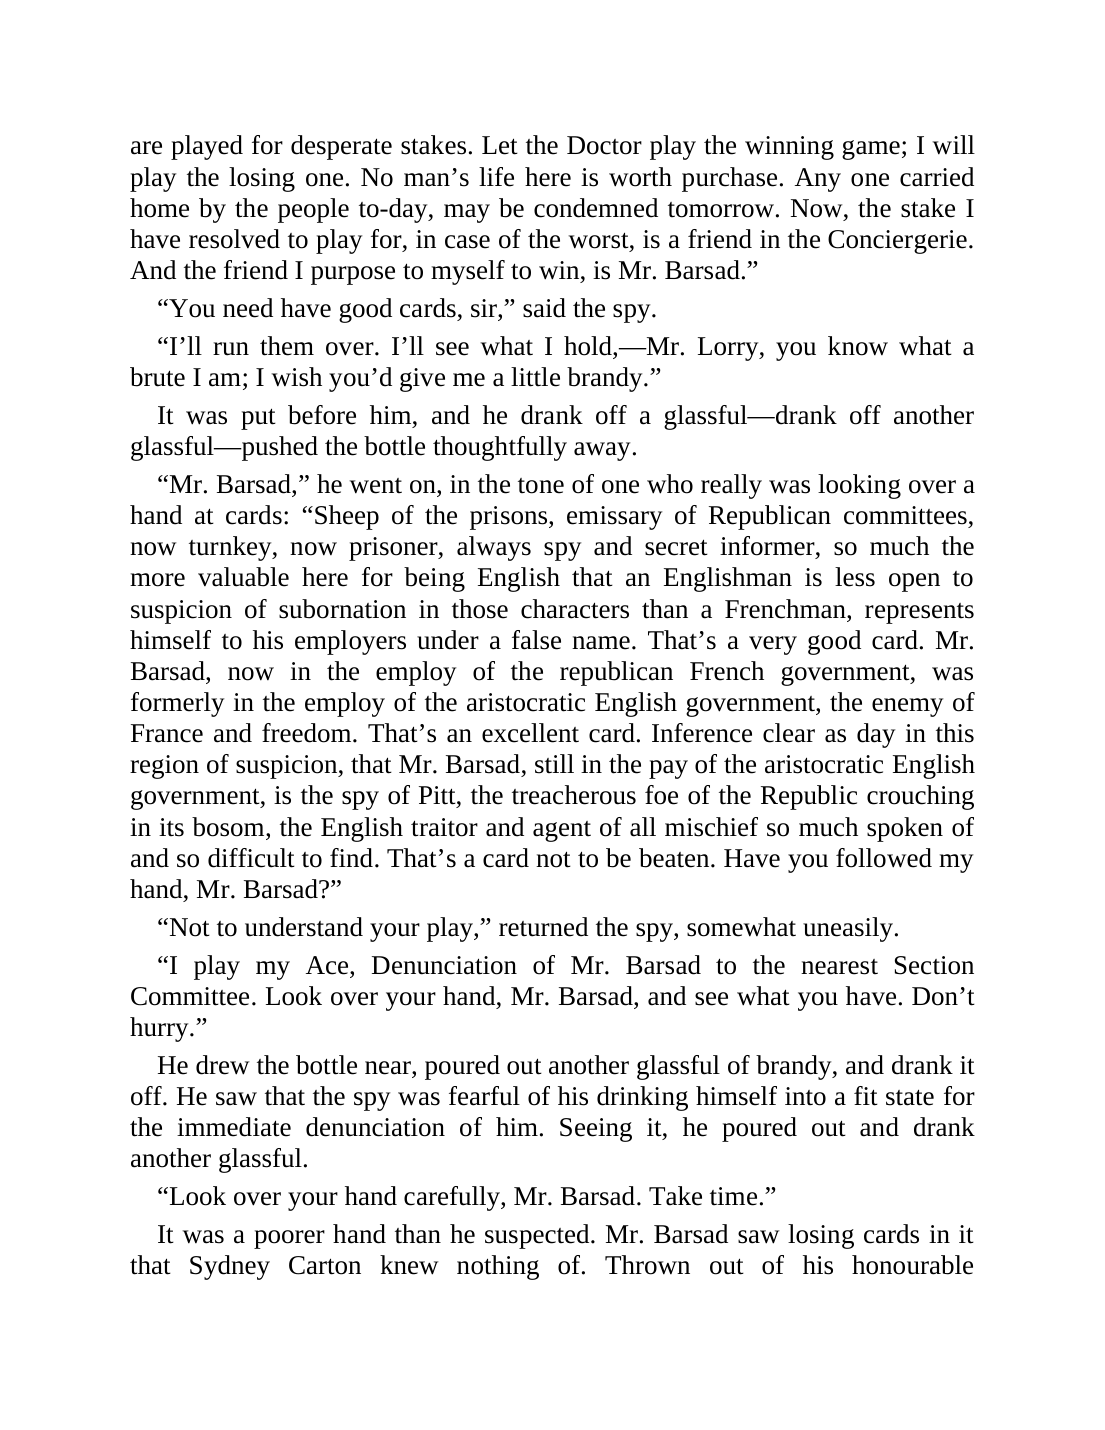 are played for desperate stakes. Let the Doctor play the winning game; I will
play the losing one. No man’s life here is worth purchase. Any one carried
home by the people to-day, may be condemned tomorrow. Now, the stake I
have resolved to play for, in case of the worst, is a friend in the Conciergerie.
And the friend I purpose to myself to win, is Mr. Barsad.”
“You need have good cards, sir,” said the spy.
“I’ll run them over. I’ll see what I hold,—Mr. Lorry, you know what a
brute I am; I wish you’d give me a little brandy.”
It was put before him, and he drank off a glassful—drank off another
glassful—pushed the bottle thoughtfully away.
“Mr. Barsad,” he went on, in the tone of one who really was looking over a
hand at cards: “Sheep of the prisons, emissary of Republican committees,
now turnkey, now prisoner, always spy and secret informer, so much the
more valuable here for being English that an Englishman is less open to
suspicion of subornation in those characters than a Frenchman, represents
himself to his employers under a false name. That’s a very good card. Mr.
Barsad, now in the employ of the republican French government, was
formerly in the employ of the aristocratic English government, the enemy of
France and freedom. That’s an excellent card. Inference clear as day in this
region of suspicion, that Mr. Barsad, still in the pay of the aristocratic English
government, is the spy of Pitt, the treacherous foe of the Republic crouching
in its bosom, the English traitor and agent of all mischief so much spoken of
and so difficult to find. That’s a card not to be beaten. Have you followed my
hand, Mr. Barsad?”
“Not to understand your play,” returned the spy, somewhat uneasily.
“I play my Ace, Denunciation of Mr. Barsad to the nearest Section
Committee. Look over your hand, Mr. Barsad, and see what you have. Don’t
hurry.”
He drew the bottle near, poured out another glassful of brandy, and drank it
off. He saw that the spy was fearful of his drinking himself into a fit state for
the immediate denunciation of him. Seeing it, he poured out and drank
another glassful.
“Look over your hand carefully, Mr. Barsad. Take time.”
It was a poorer hand than he suspected. Mr. Barsad saw losing cards in it
that Sydney Carton knew nothing of. Thrown out of his honourable